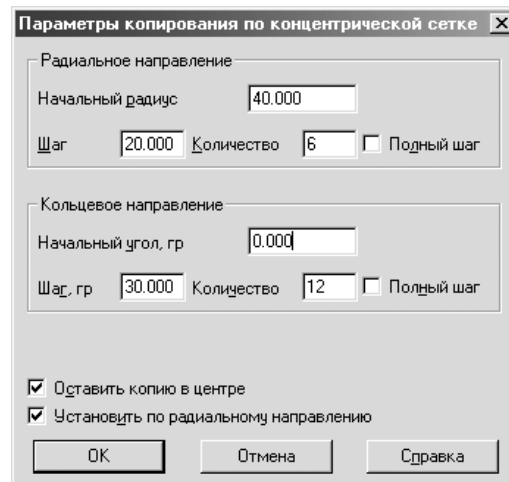 Параметры копирования по концентрической сетке
Радиальное направление
Начальный радиус 40.000
Шаг 20.000 Количество 6 Полный шаг
Кольцевое направление
Начальный угол, гр 0.000
Шаг, гр 30.000 Количество 12 Полный шаг
Оставить копию в центре
Установить по радиальному направлению
OK Отмена Справка